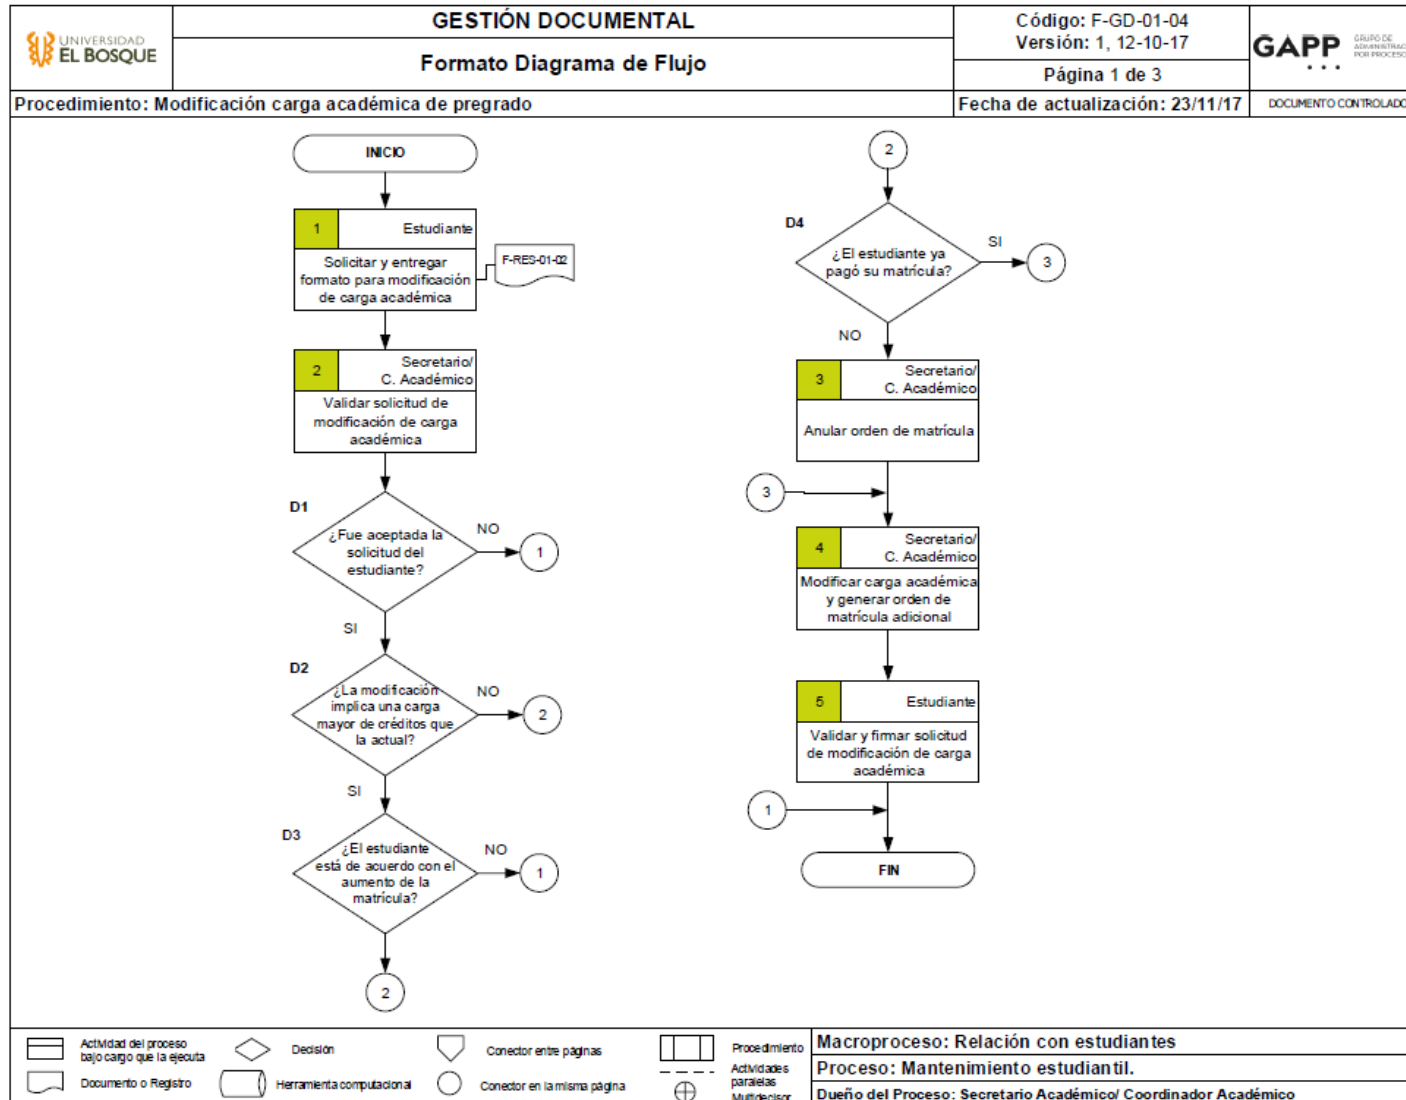 UNIVERSIDAD
EL BOSQUE
GESTIÓN DOCUMENTAL
Formato Diagrama de Flujo
Código: F-GD-01-04
Versión: 1, 12-10-17
Página 1 de 3
GAPP
GRUPO DE
POR PROCESOS
Procedimiento: Modificación carga académica de pregrado
Fecha de actualización: 23/11/17
DOCUMENTO CONTROLADO
INICIO
1
Estudiante
Solicitar y entregar
formato para modificación
de carga académica
F-RES-01-02
2
Secretario/
C. Académico
Validar solicitud de
modificación de carga
académica
D1
¿Fue aceptada la
solicitud del
estudiante?
NO
1
SI
D2
¿La modificación
implica una carga
mayor de créditos que
la actual?
NO
2
SI
D3
¿El estudiante
está de acuerdo con el
aumento de la
matrícula?
NO
1
2
2
D4
¿El estudiante ya
pagó su matrícula?
SI
3
NO
3
Secretario/
C. Académico
Anular orden de matrícula
3
4
Secretario/
C. Académico
Modificar carga académica
y generar orden de
matrícula adicional
5
Estudiante
Validar y firmar solicitud
de modificación de carga
académica
1
FIN
Actividad del proceso
bajo cargo que la ejecuta
Decisión
Conector entre páginas
Procedimiento
Documento o Registro
Herramienta computacional
Conector en la misma página
Actividades
paralelas
Multidecisor
Macroproceso: Relación con estudiantes
Proceso: Mantenimiento estudiantil.
Dueño del Proceso: Secretario Académico/ Coordinador Académico